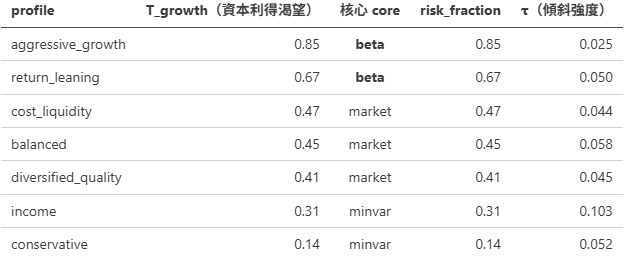 profile T_growth（資本利得渴望） 核心 core risk_fraction τ（傾斜強度）
aggressive_growth 0.85 beta 0.85 0.025
return_leaning 0.67 beta 0.67 0.050
cost_liquidity 0.47 market 0.47 0.044
balanced 0.45 market 0.45 0.058
diversified_quality 0.41 market 0.41 0.045
income 0.31 minvar 0.31 0.103
conservative 0.14 minvar 0.14 0.052